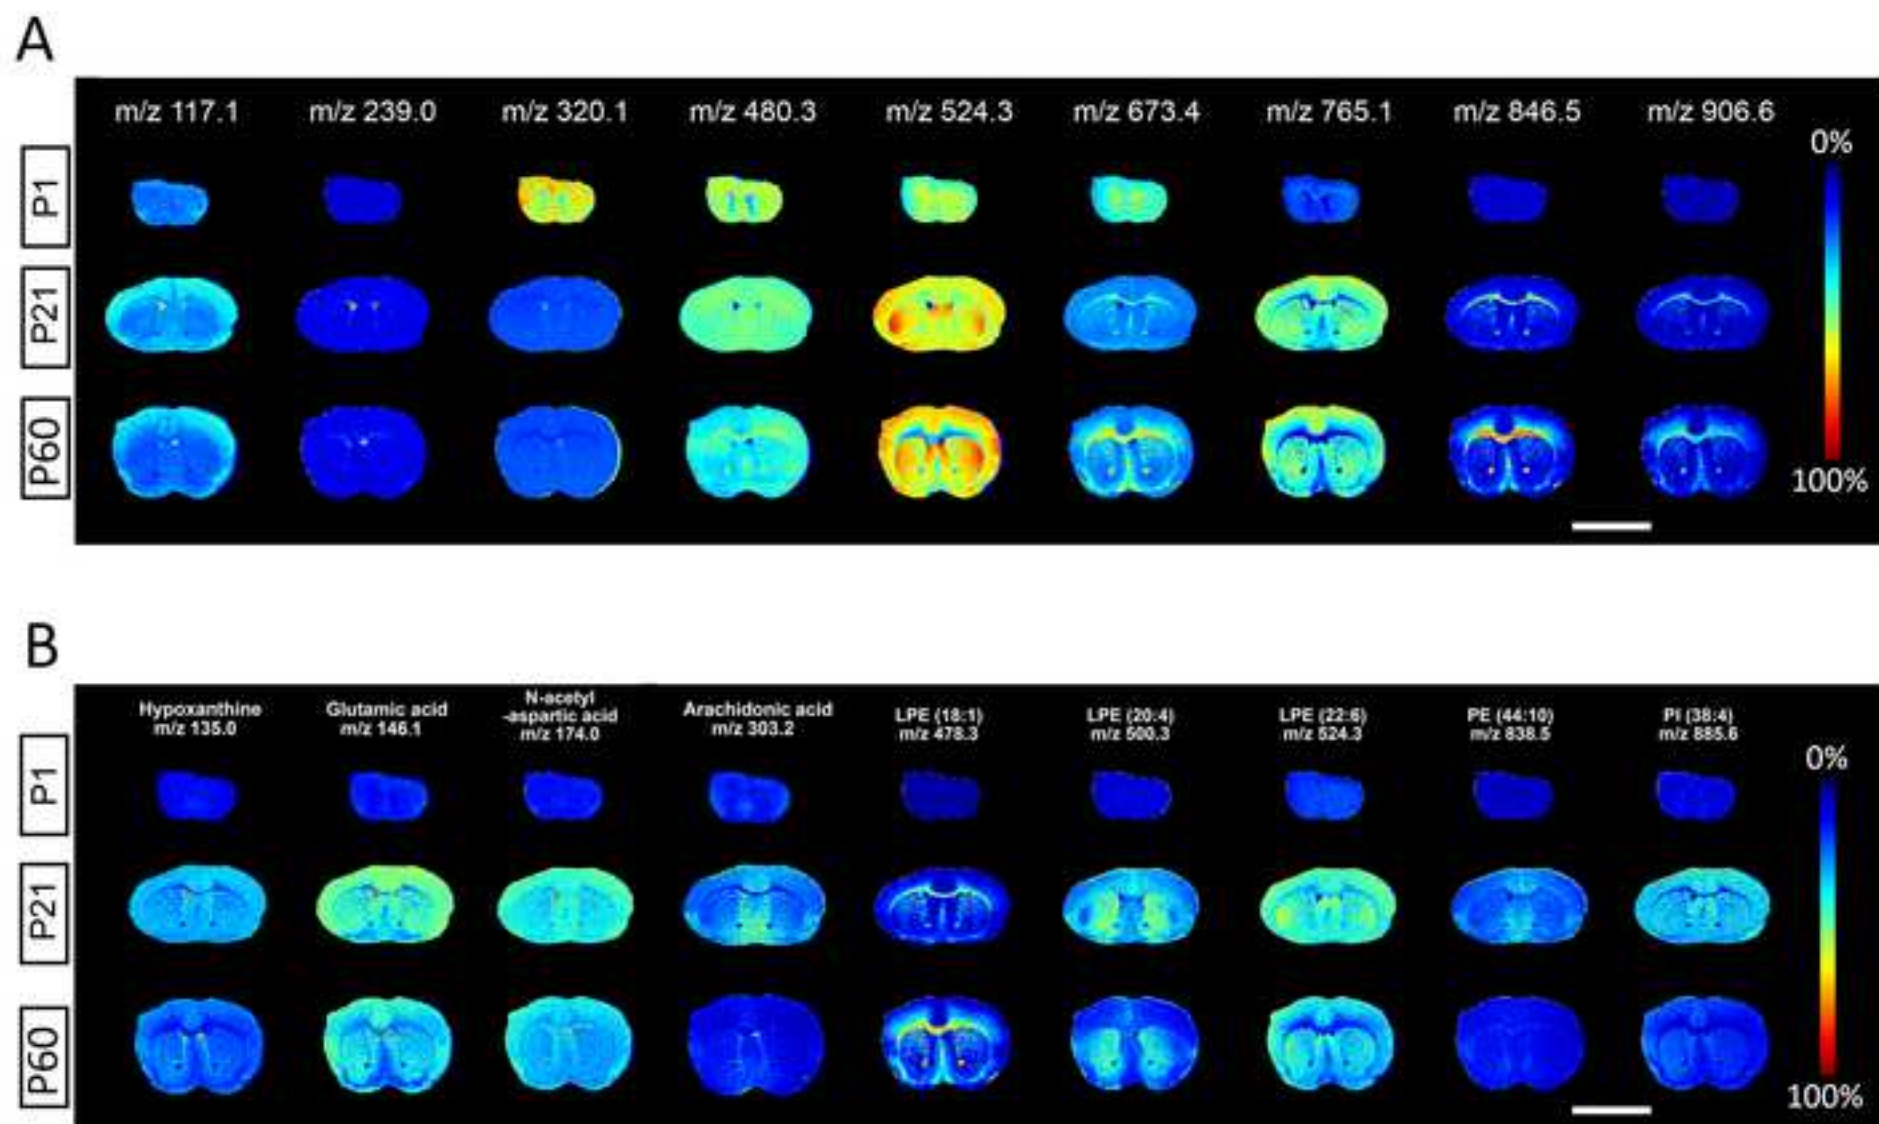 A
m/z 117.1 m/z 239.0 m/z 320.1 m/z 480.3 m/z 524.3 m/z 673.4 m/z 765.1 m/z 846.5 m/z 906.6
0%
P1
P21
P60
100%
B
Hypoxanthine
m/z 135.0
Glutamic acid
m/z 146.1
N-acetyl
-aspartic acid
m/z 174.0
Arachidonic acid
m/z 303.2
LPE (18:1)
m/z 478.3
LPE (20:4)
m/z 500.3
LPE (22:6)
m/z 524.3
PE (44:10)
m/z 838.5
PI (38:4)
m/z 885.6
0%
P1
P21
P60
100%